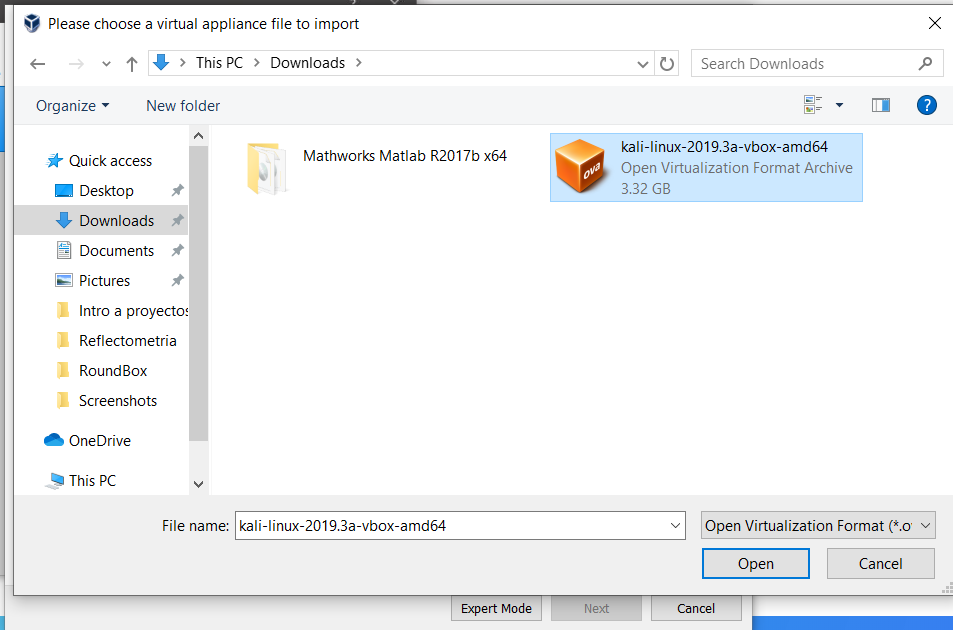 Please choose a virtual appliance file to import
This PC
Downloads
Search Downloads
Organize
New folder
Quick access
Desktop
Downloads
Documents
Pictures
Intro a proyectos
Reflectometria
RoundBox
Screenshots
OneDrive
This PC
Mathworks Matlab R2017b x64
ova
kali-linux-2019.3a-vbox-amd64
Open Virtualization Format Archive
3.32 GB
File name:
kali-linux-2019.3a-vbox-amd64
Open Virtualization Format (*.o
Open
Cancel
Expert Mode
Next
Cancel